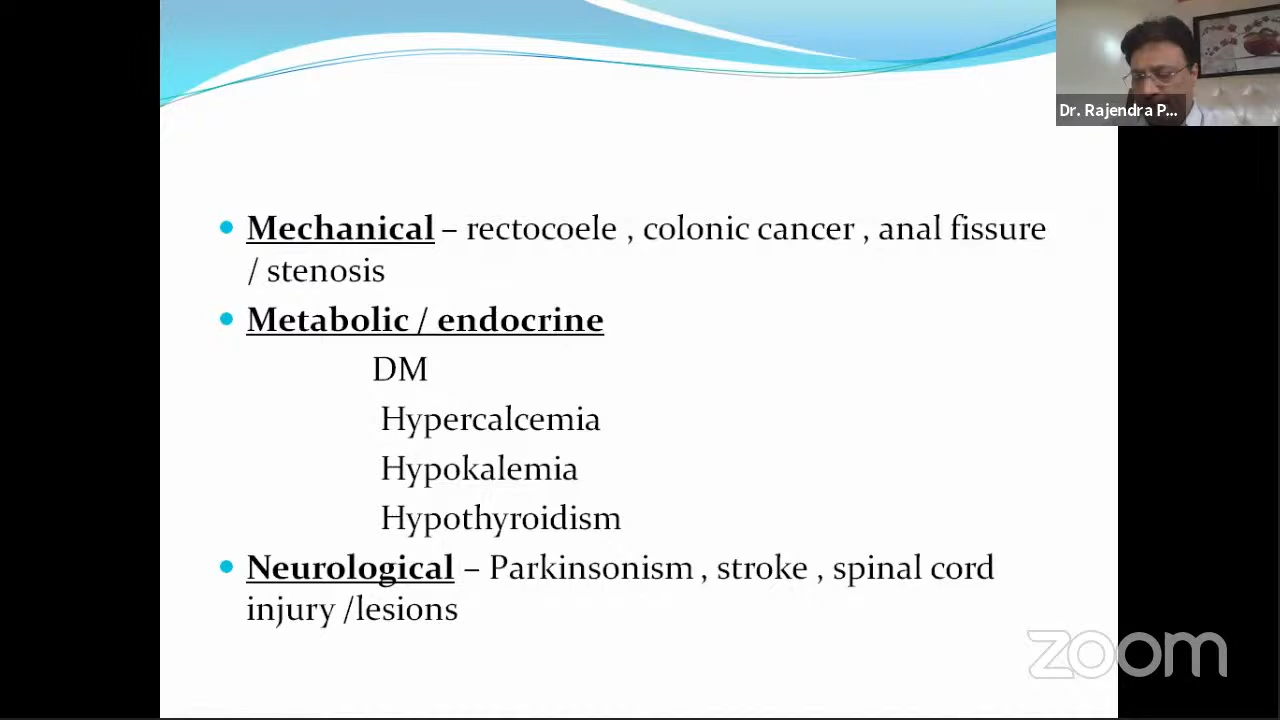 Dr. Rajendra P...
Mechanical – rectocoele , colonic cancer , anal fissure
/ stenosis
Metabolic / endocrine
DM
Hypercalcemia
Hypokalemia
Hypothyroidism
Neurological – Parkinsonism , stroke , spinal cord
injury /lesions
zoom